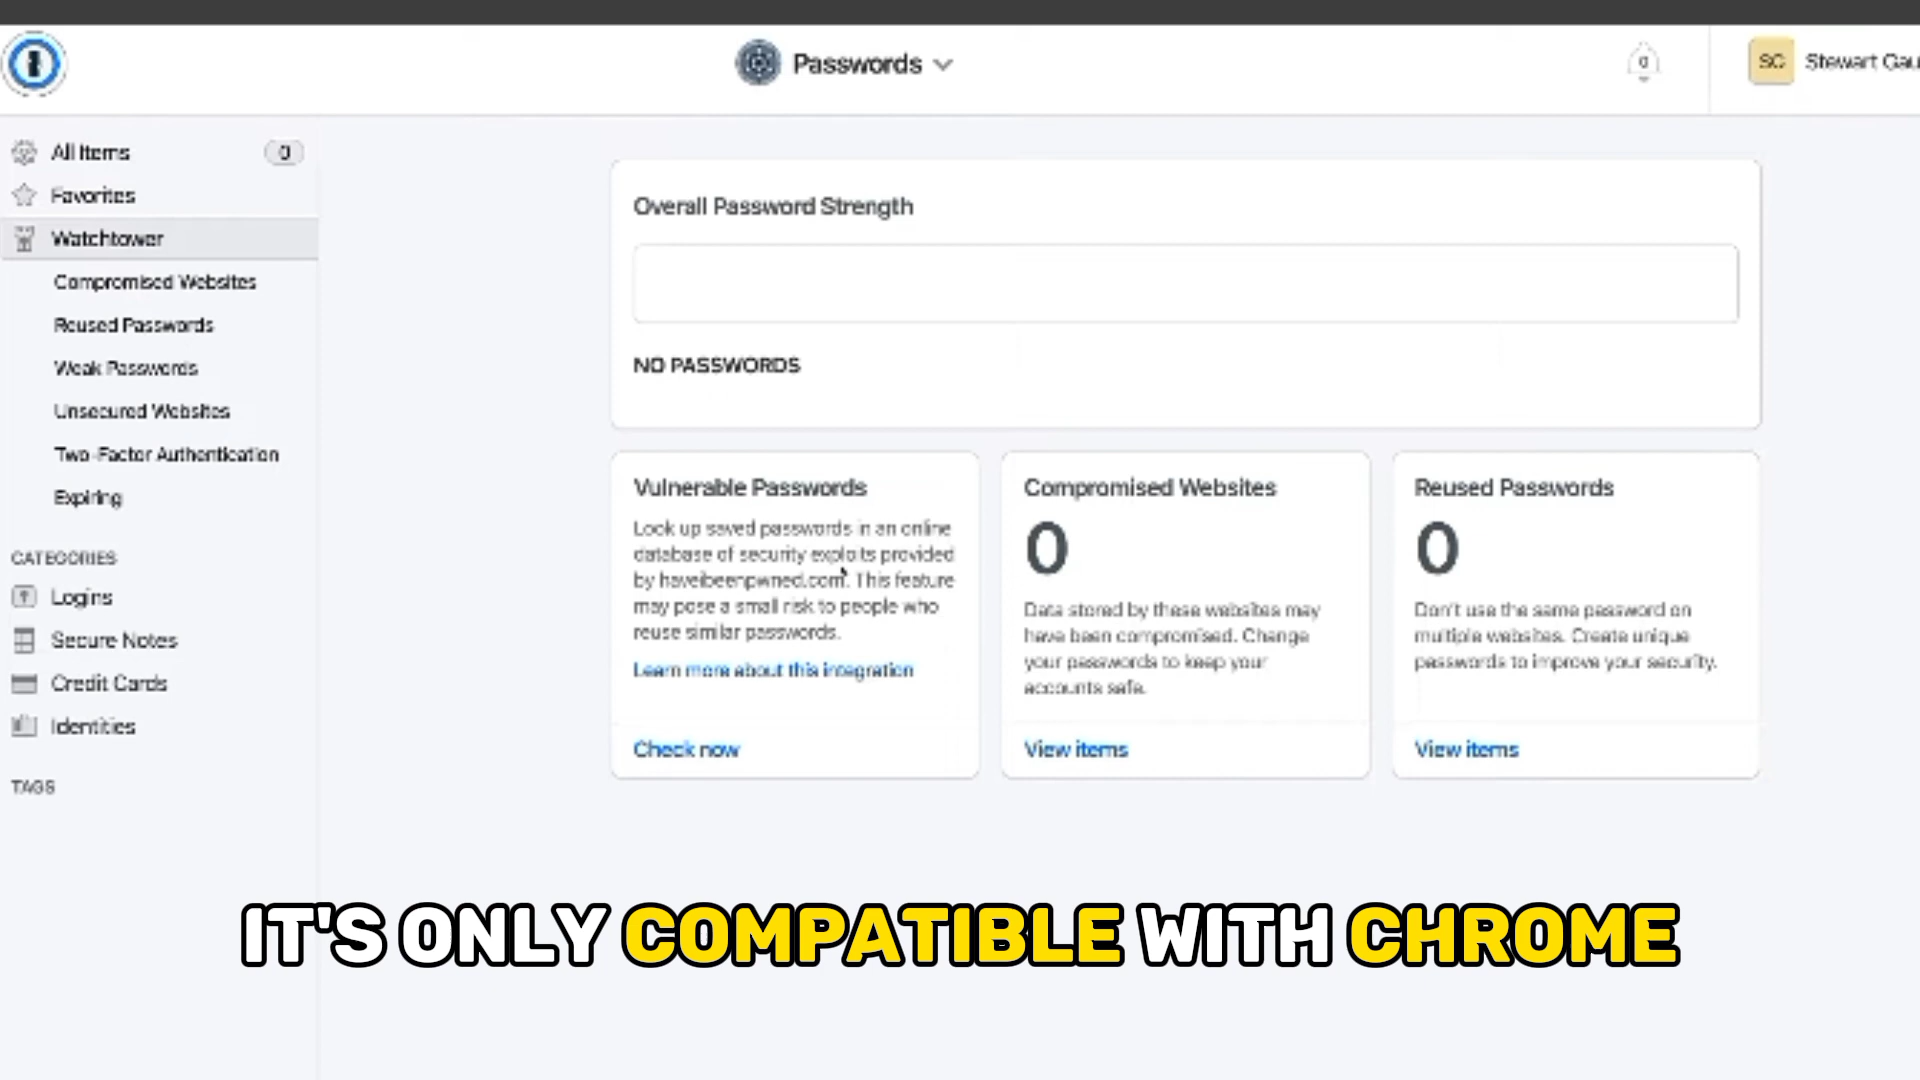 Passwords
0
SC Stewart Gau
All Items 0
Favorites
Watchtower
Compromised Websites
Reused Passwords
Weak Passwords
Unsecured Websites
Two-Factor Authentication
Expiring
CATEGORIES
Logins
Secure Notes
Credit Cards
Identities
TAGS
Overall Password Strength
NO PASSWORDS
Vulnerable Passwords
Look up saved passwords in an online
database of security exploits provided
by haveibeenpwned.com. This feature
may pose a small risk to people who
reuse similar passwords.
Learn more about this integration
Check now
Compromised Websites
0
Data stored by these websites may
have been compromised. Change
your passwords to keep your
accounts safe.
View items
Reused Passwords
0
Don't use the same password on
multiple websites. Create unique
passwords to improve your security.
View items
IT'S ONLY COMPATIBLE WITH CHROME